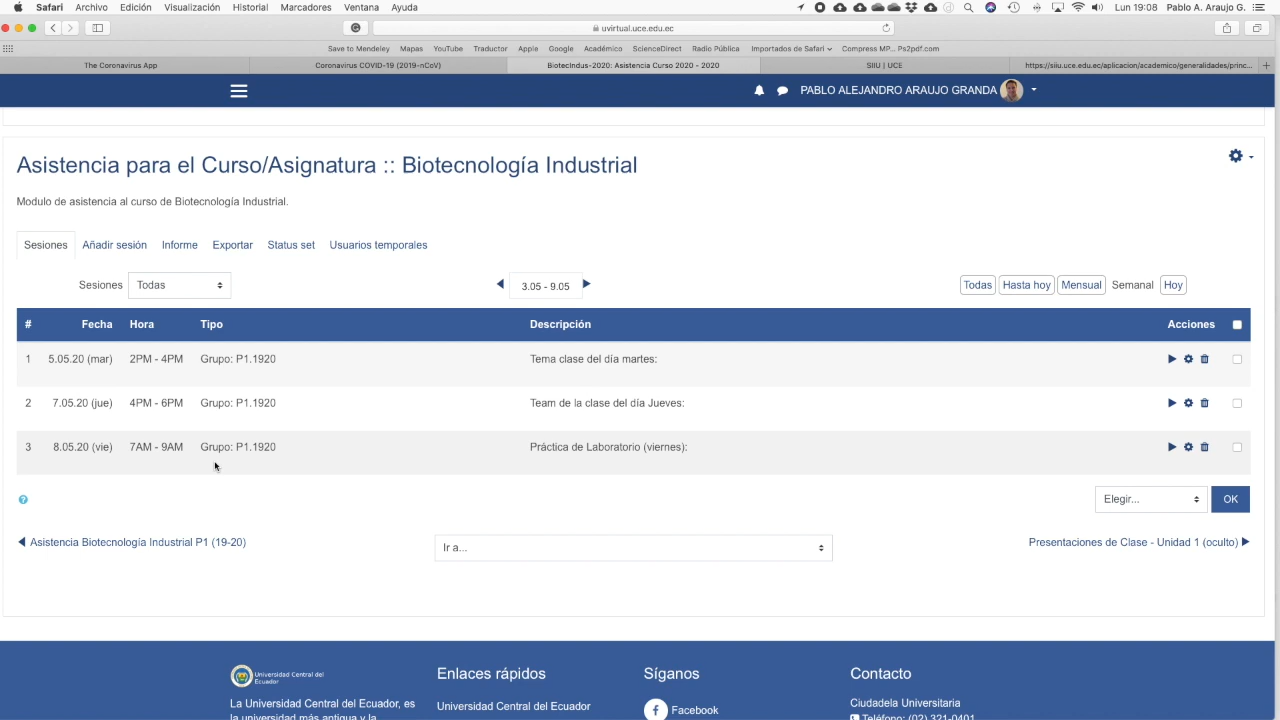 Safari Archivo Edición Visualización Historial Marcadores Ventana Ayuda Lun 19:08 Pablo A. Araujo G.
uvirtual.uce.edu.ec
Save to Mendeley Mapas YouTube Traductor Apple Google Académico ScienceDirect Radio Pública Importados de Safari Compress MP... Ps2pdf.com
The Coronavirus App Coronavirus COVID-19 (2019-nCoV) BiotecIndus-2020: Asistencia Curso 2020 - 2020 SIIU | UCE https://siiu.uce.edu.ec/aplicacion/academico/generalidades/princ...
PABLO ALEJANDRO ARAUJO GRANDA
Asistencia para el Curso/Asignatura :: Biotecnología Industrial
Modulo de asistencia al curso de Biotecnología Industrial.
Sesiones Añadir sesión Informe Exportar Status set Usuarios temporales
Sesiones Todas 3.05 - 9.05 Todas Hasta hoy Mensual Semanal Hoy
# Fecha Hora Tipo Descripción Acciones
1 5.05.20 (mar) 2PM - 4PM Grupo: P1.1920 Tema clase del día martes:
2 7.05.20 (jue) 4PM - 6PM Grupo: P1.1920 Team de la clase del día Jueves:
3 8.05.20 (vie) 7AM - 9AM Grupo: P1.1920 Práctica de Laboratorio (viernes):
Elegir... OK
Asistencia Biotecnología Industrial P1 (19-20) Ir a... Presentaciones de Clase - Unidad 1 (oculto)
Universidad Central del Ecuador
Enlaces rápidos Síganos Contacto
La Universidad Central del Ecuador, es Universidad Central del Ecuador Facebook Ciudadela Universitaria
la universidad más antigua y la Teléfono: (02) 321-0401